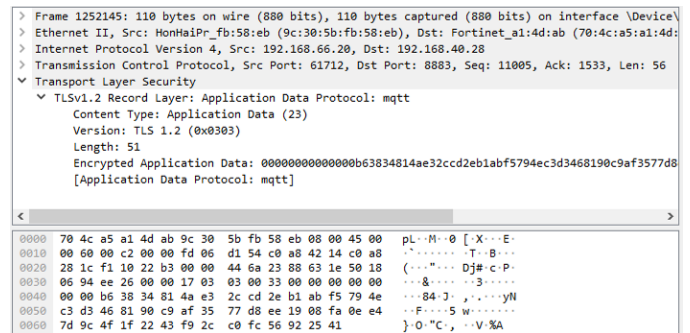 > Frame 1252145: 110 bytes on wire (880 bits), 110 bytes captured (880 bits) on interface \Device\
> Ethernet II, Src: HonHaiPr_fb:58:eb (9c:30:5b:fb:58:eb), Dst: Fortinet_a1:4d:ab (70:4c:a5:a1:4d:
> Internet Protocol Version 4, Src: 192.168.66.20, Dst: 192.168.40.28
> Transmission Control Protocol, Src Port: 61712, Dst Port: 8883, Seq: 11005, Ack: 1533, Len: 56
Transport Layer Security
TLSv1.2 Record Layer: Application Data Protocol: mqtt
Content Type: Application Data (23)
Version: TLS 1.2 (0x0303)
Length: 51
Encrypted Application Data: 00000000000000b63834814ae32ccd2eb1abf5794ec3d3468190c9af3577d8
[Application Data Protocol: mqtt]
0000 70 4c a5 a1 4d ab 9c 30 5b fb 58 eb 08 00 45 00 pL··M··0 [·X···E·
0010 00 60 00 c2 00 00 fd 06 d1 54 c0 a8 42 14 c0 a8 ·`······ ·T··B···
0020 28 1c f1 10 22 b3 00 00 44 6a 23 88 63 1e 50 18 (···"··· Dj#·c·P·
0030 06 94 ee 26 00 00 17 03 03 00 33 00 00 00 00 00 ···&···· ··3·····
0040 00 00 b6 38 34 81 4a e3 2c cd 2e b1 ab f5 79 4e ···84·J· ,·.···yN
0050 c3 d3 46 81 90 c9 af 35 77 d8 ee 19 08 fa 0e e4 ··F····5 w·······
0060 7d 9c 4f 1f 22 43 f9 2c c0 fc 56 92 25 41 }·O·"C·, ··V·%A